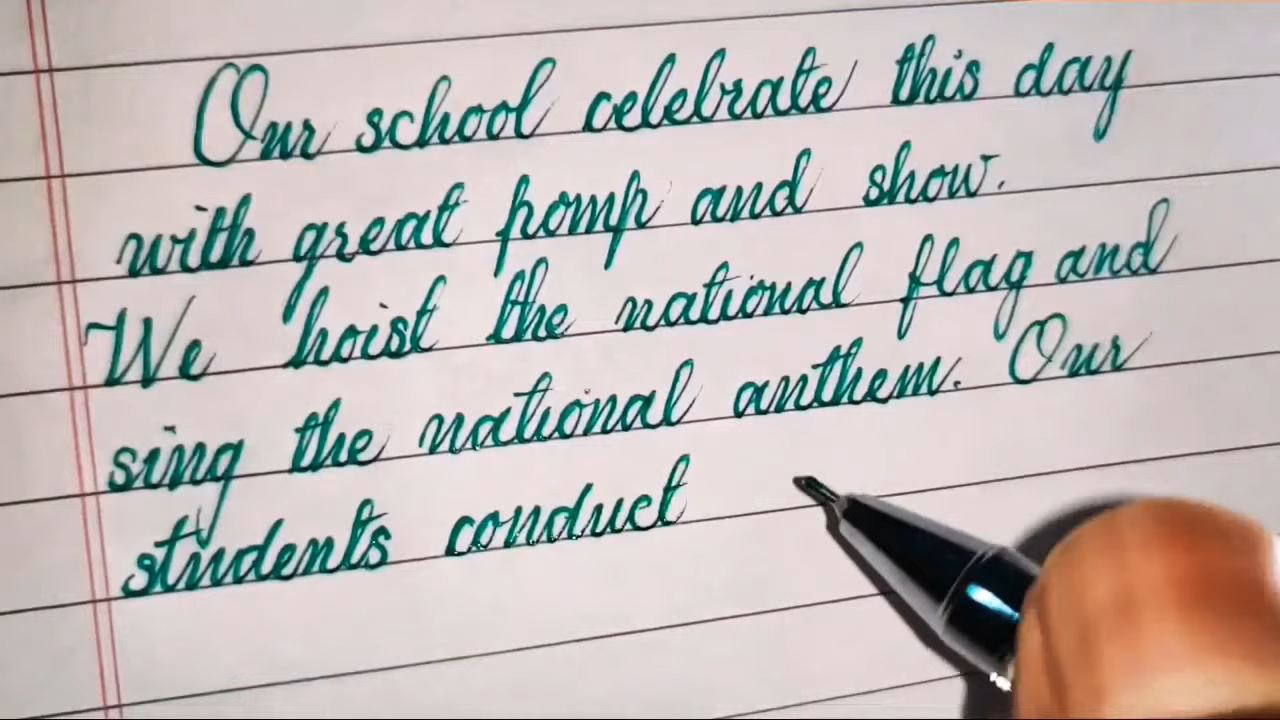 Our school celebrate this day
with great pomp and show.
We hoist the national flag and
sing the national anthem. Our
students conduct